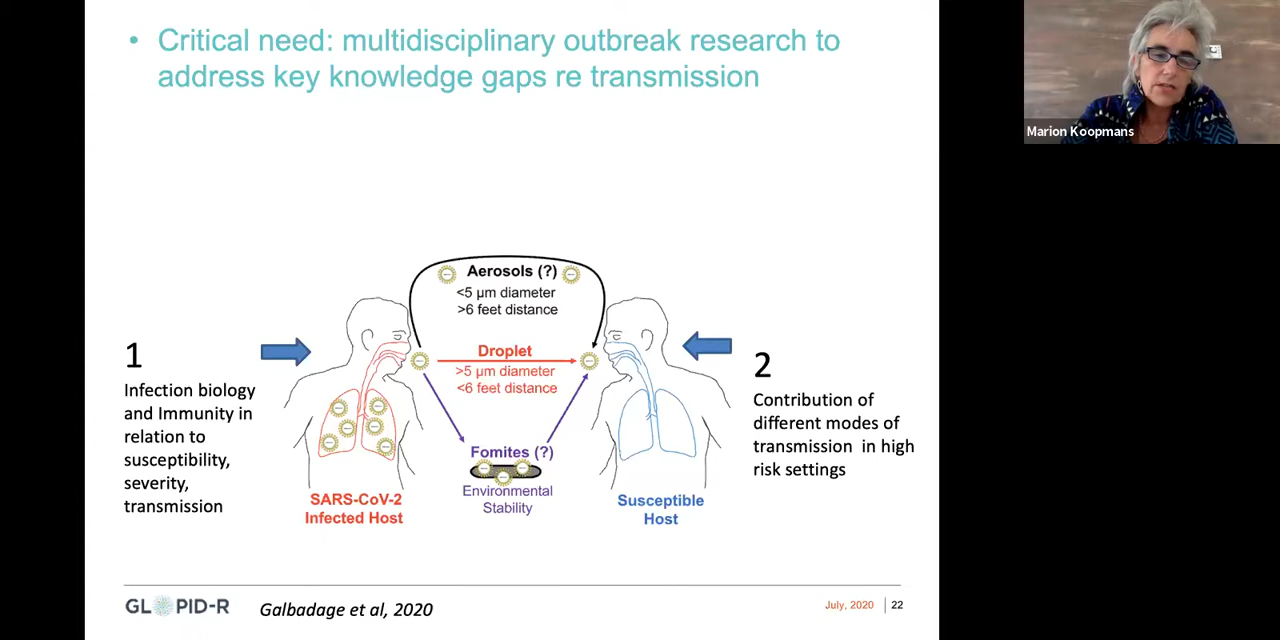 • Critical need: multidisciplinary outbreak research to
address key knowledge gaps re transmission
Marion Koopmans
Aerosols (?)
<5 µm diameter
>6 feet distance
Droplet
>5 µm diameter
<6 feet distance
Fomites (?)
Environmental
Stability
1
Infection biology
and Immunity in
relation to
susceptibility,
severity,
transmission
SARS-CoV-2
Infected Host
Susceptible
Host
2
Contribution of
different modes of
transmission in high
risk settings
GLOPID-R
Galbadage et al, 2020
July, 2020 | 22